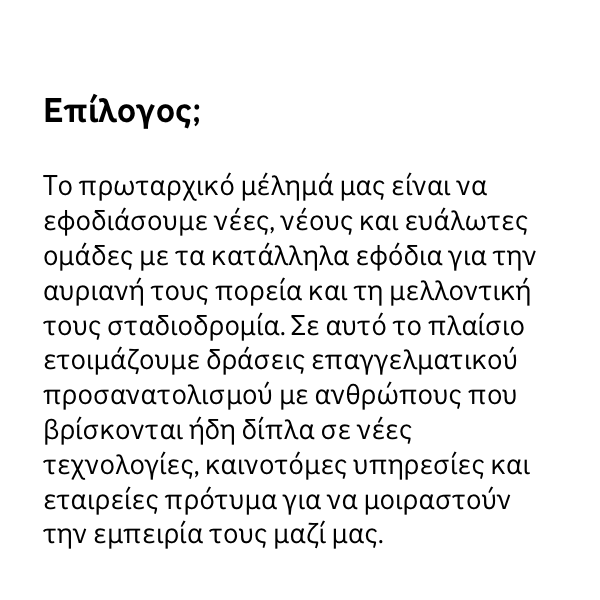 Επίλογος;
Το πρωταρχικό μέλημά μας είναι να
εφοδιάσουμε νέες, νέους και ευάλωτες
ομάδες με τα κατάλληλα εφόδια για την
αυριανή τους πορεία και τη μελλοντική
τους σταδιοδρομία. Σε αυτό το πλαίσιο
ετοιμάζουμε δράσεις επαγγελματικού
προσανατολισμού με ανθρώπους που
βρίσκονται ήδη δίπλα σε νέες
τεχνολογίες, καινοτόμες υπηρεσίες και
εταιρείες πρότυμα για να μοιραστούν
την εμπειρία τους μαζί μας.